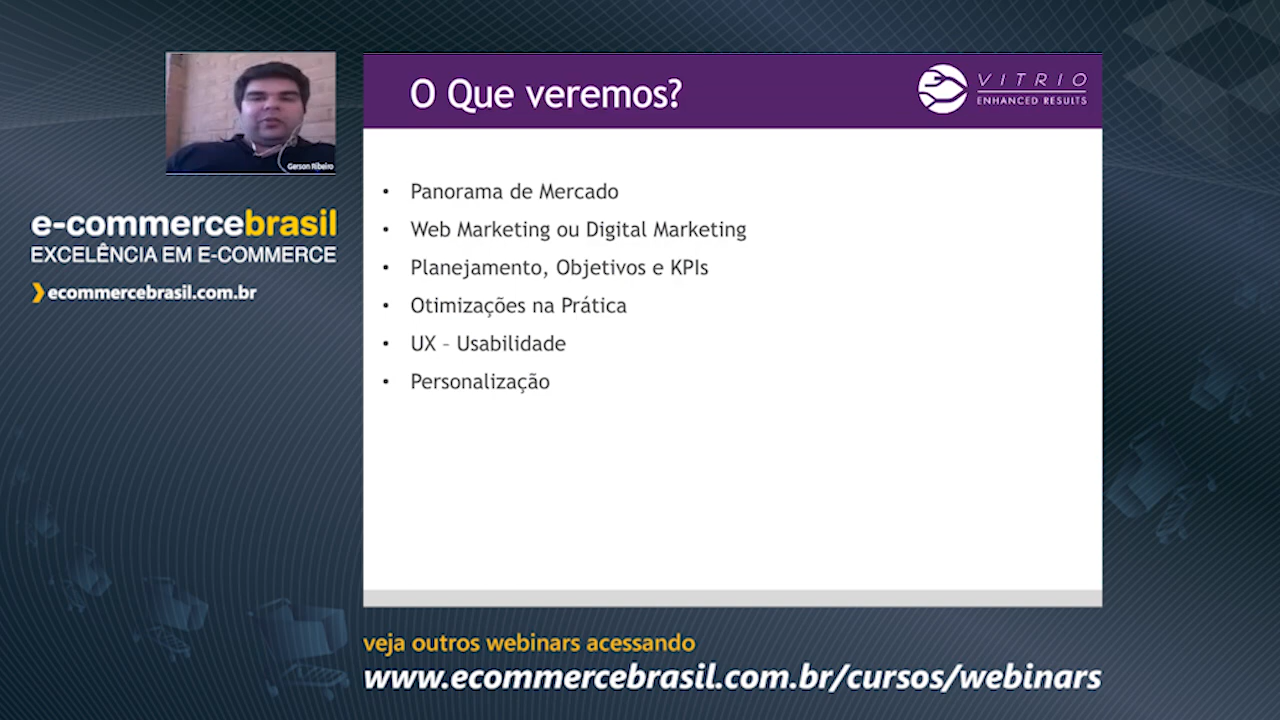 Gerson Ribeiro
e-commercebrasil
EXCELÊNCIA EM E-COMMERCE
ecommercebrasil.com.br
O Que veremos?
VITRIO
ENHANCED RESULTS
• Panorama de Mercado
• Web Marketing ou Digital Marketing
• Planejamento, Objetivos e KPIs
• Otimizações na Prática
• UX – Usabilidade
• Personalização
veja outros webinars acessando
www.ecommercebrasil.com.br/cursos/webinars